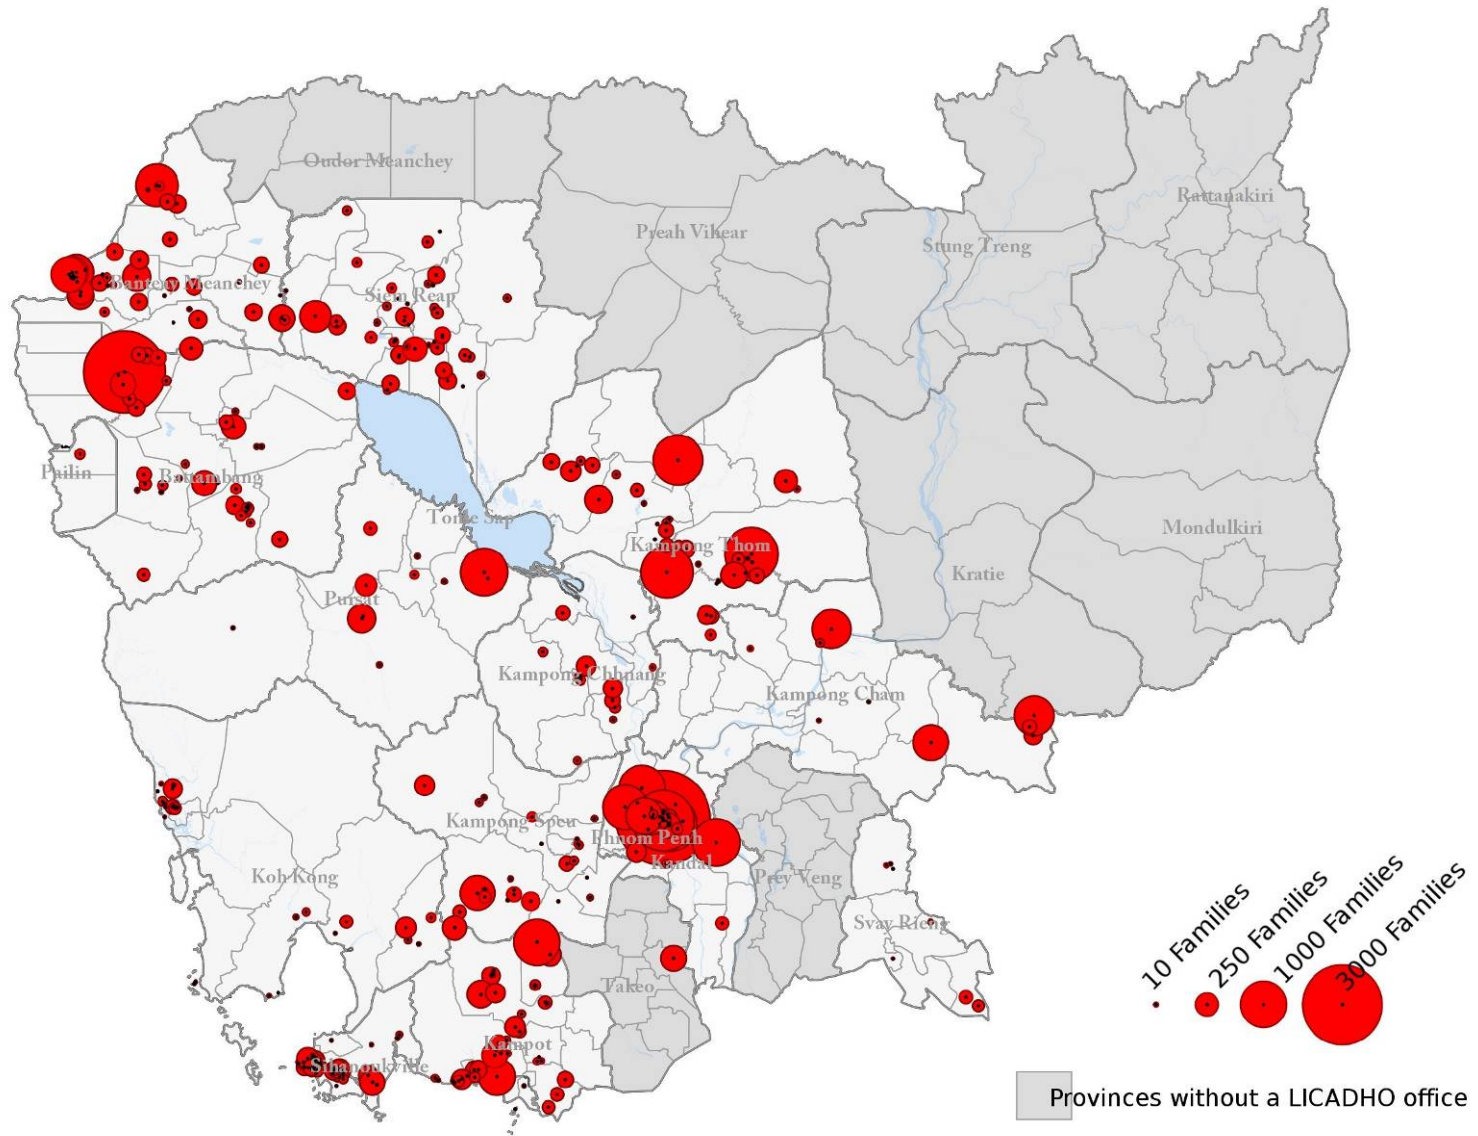 Oudor Meanchey
Rattanakiri
Preah Vihear
Stung Treng
Banteay Meanchey
Siem Reap
Pailin
Battambang
Tonle Sap
Mondulkiri
Kampong Thom
Kratie
Pursat
Kampong Chhnang
Kampong Cham
Kampong Speu
Phnom Penh
Kandal
Koh Kong
Prey Veng
Svay Rieng
Takeo
Kampot
Sihanoukville
10 Families
250 Families
1000 Families
3000 Families
Provinces without a LICADHO office